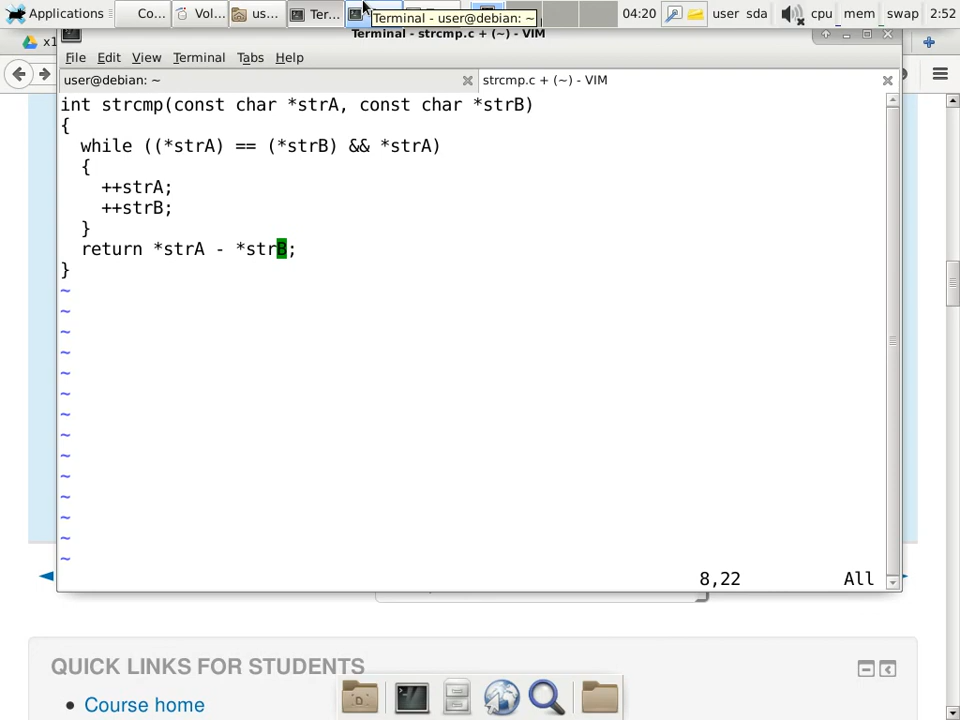 Applications Co... Vol... us... Ter... 04:20 user sda cpu mem swap 2:52
Terminal - user@debian: ~
x1
Terminal - strcmp.c + (~) - VIM
File Edit View Terminal Tabs Help
user@debian: ~ strcmp.c + (~) - VIM
int strcmp(const char *strA, const char *strB)
{
while ((*strA) == (*strB) && *strA)
{
++strA;
++strB;
}
return *strA - *strB;
}
~
~
~
~
~
~
~
~
~
~
~
~
~
~
8,22 All
QUICK LINKS FOR STUDENTS
Course home